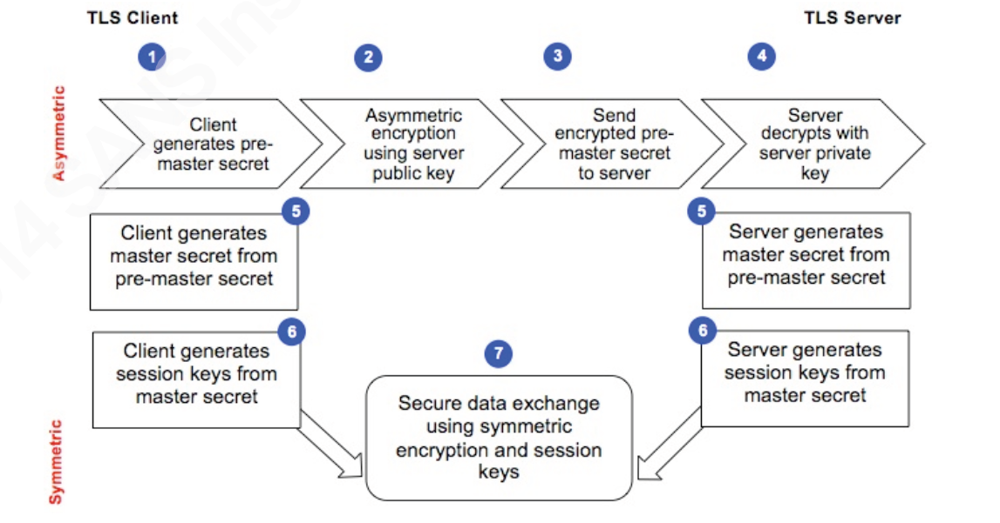 TLS Client
TLS Server
1
2
3
4
Asymmetric
Client
generates pre-
master secret
Asymmetric
encryption
using server
public key
Send
encrypted pre-
master secret
to server
Server
decrypts with
server private
key
5
Client generates
master secret from
pre-master secret
5
Server generates
master secret from
pre-master secret
6
Client generates
session keys from
master secret
7
6
Server generates
session keys from
master secret
Symmetric
Secure data exchange
using symmetric
encryption and session
keys
14 SANS Ins